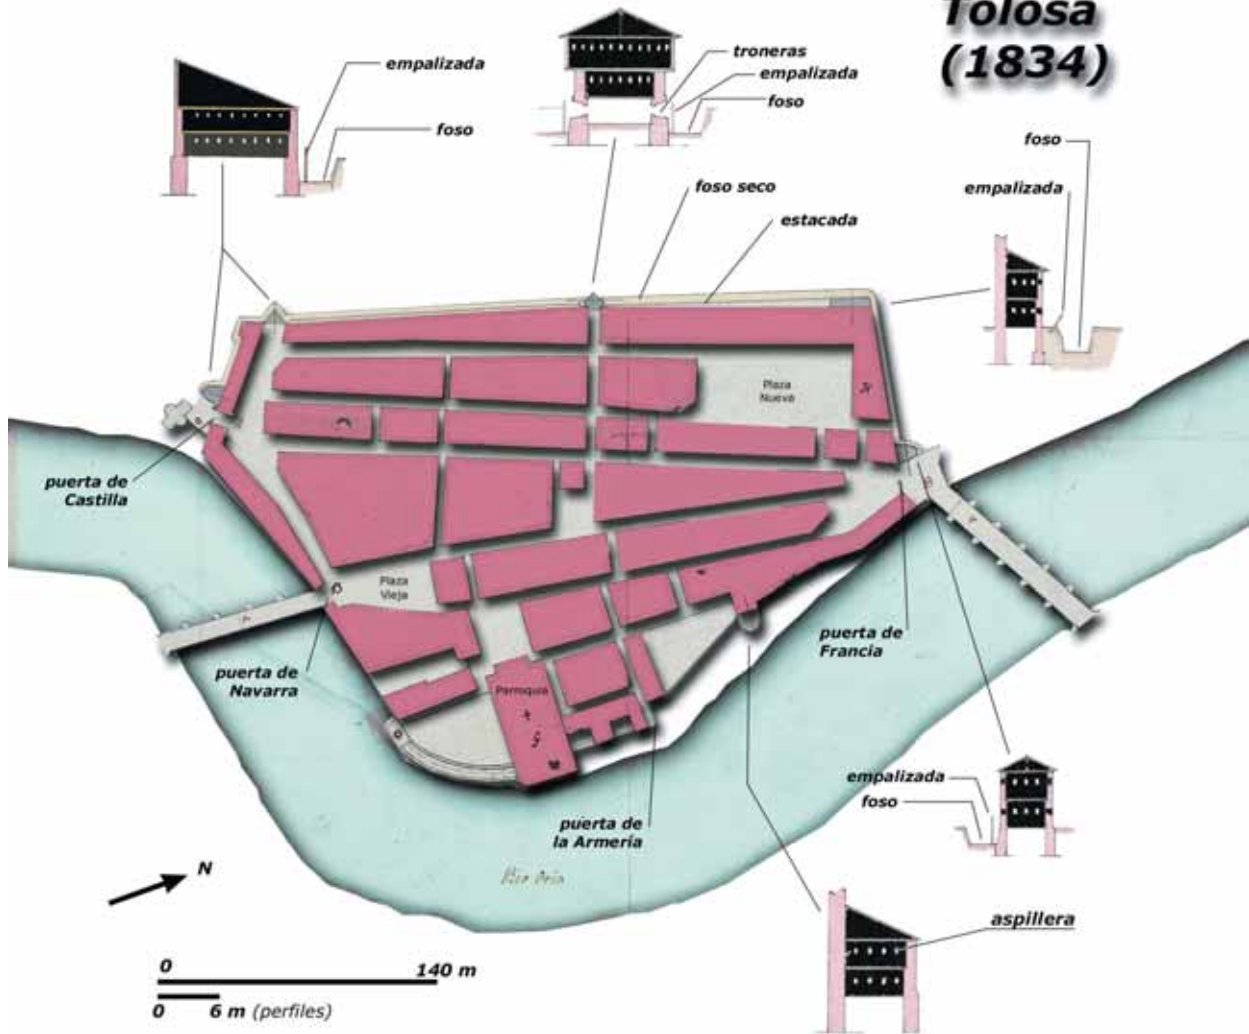 Tolosa
(1834)
empalizada
foso
troneras
empalizada
foso
foso
empalizada
foso seco
estacada
Plaza
Nueva
puerta de
Castilla
Plaza
Vieja
puerta de
Navarra
Parroquia
puerta de
Francia
puerta de
la Armería
empalizada
foso
aspillera
N
0 140 m
0 6 m (perfiles)